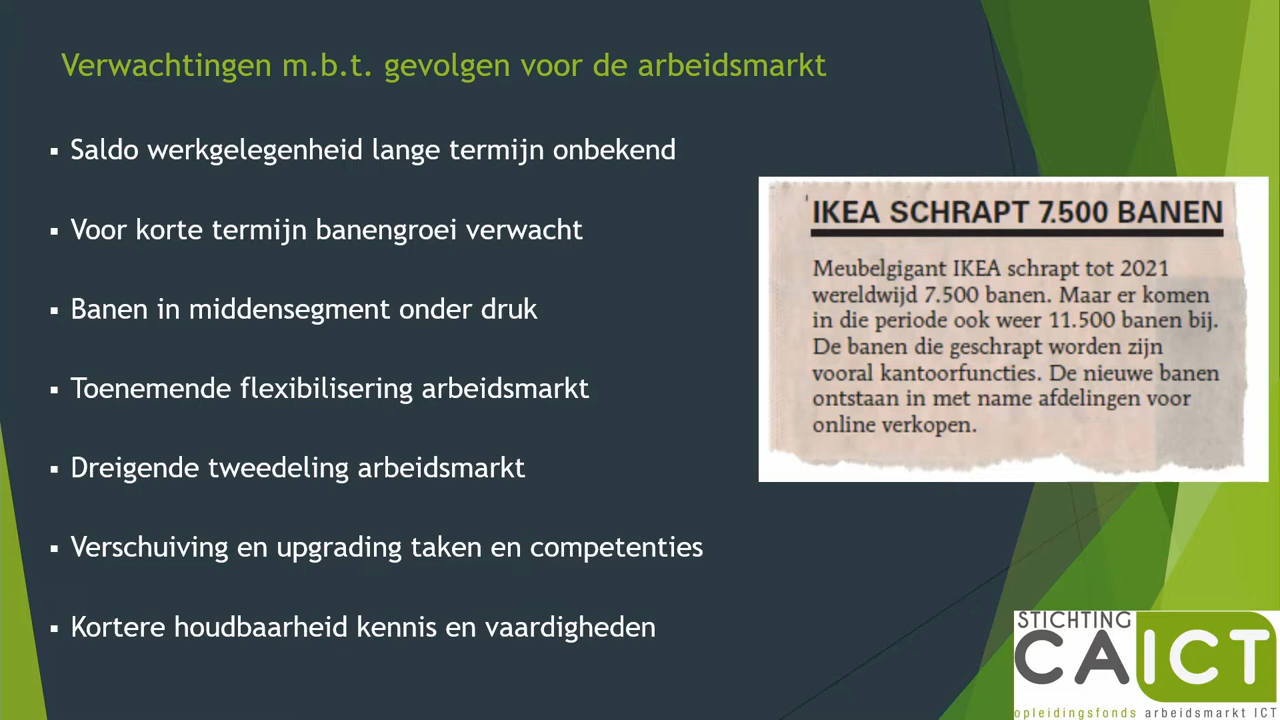 Verwachtingen m.b.t. gevolgen voor de arbeidsmarkt
▪ Saldo werkgelegenheid lange termijn onbekend
▪ Voor korte termijn banengroei verwacht
▪ Banen in middensegment onder druk
▪ Toenemende flexibilisering arbeidsmarkt
▪ Dreigende tweedeling arbeidsmarkt
▪ Verschuiving en upgrading taken en competenties
▪ Kortere houdbaarheid kennis en vaardigheden
IKEA SCHRAPT 7.500 BANEN
Meubelgigant IKEA schrapt tot 2021
wereldwijd 7.500 banen. Maar er komen
in die periode ook weer 11.500 banen bij.
De banen die geschrapt worden zijn
vooral kantoorfuncties. De nieuwe banen
ontstaan in met name afdelingen voor
online verkopen.
STICHTING
CAICT
opleidingsfonds arbeidsmarkt ICT